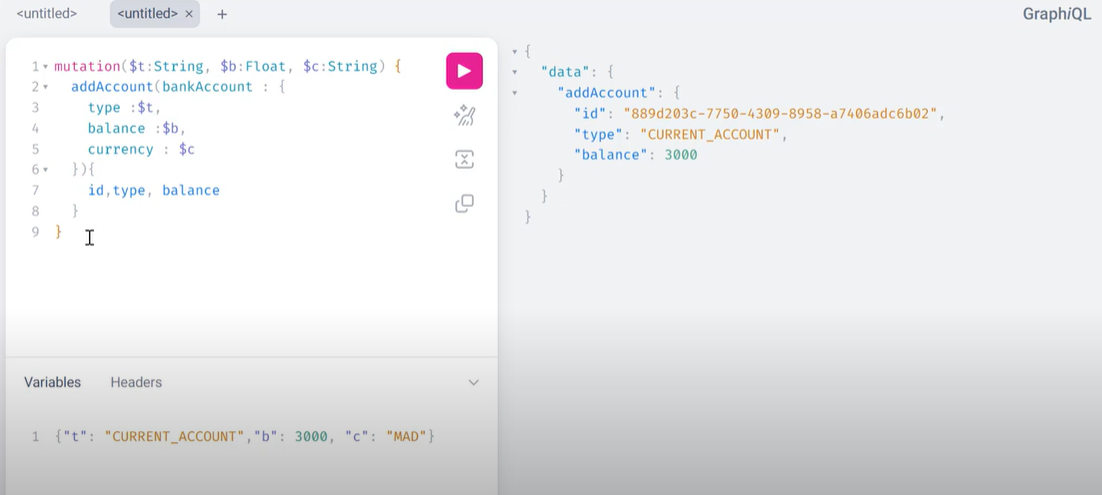 <untitled> <untitled> × + GraphiQL
1 mutation($t:String, $b:Float, $c:String) {
2 addAccount(bankAccount : {
3 type :$t,
4 balance :$b,
5 currency : $c
6 }){
7 id,type, balance
8 }
9 }
{
"data": {
"addAccount": {
"id": "889d203c-7750-4309-8958-a7406adc6b02",
"type": "CURRENT_ACCOUNT",
"balance": 3000
}
}
}
Variables Headers
1 {"t": "CURRENT_ACCOUNT","b": 3000, "c": "MAD"}